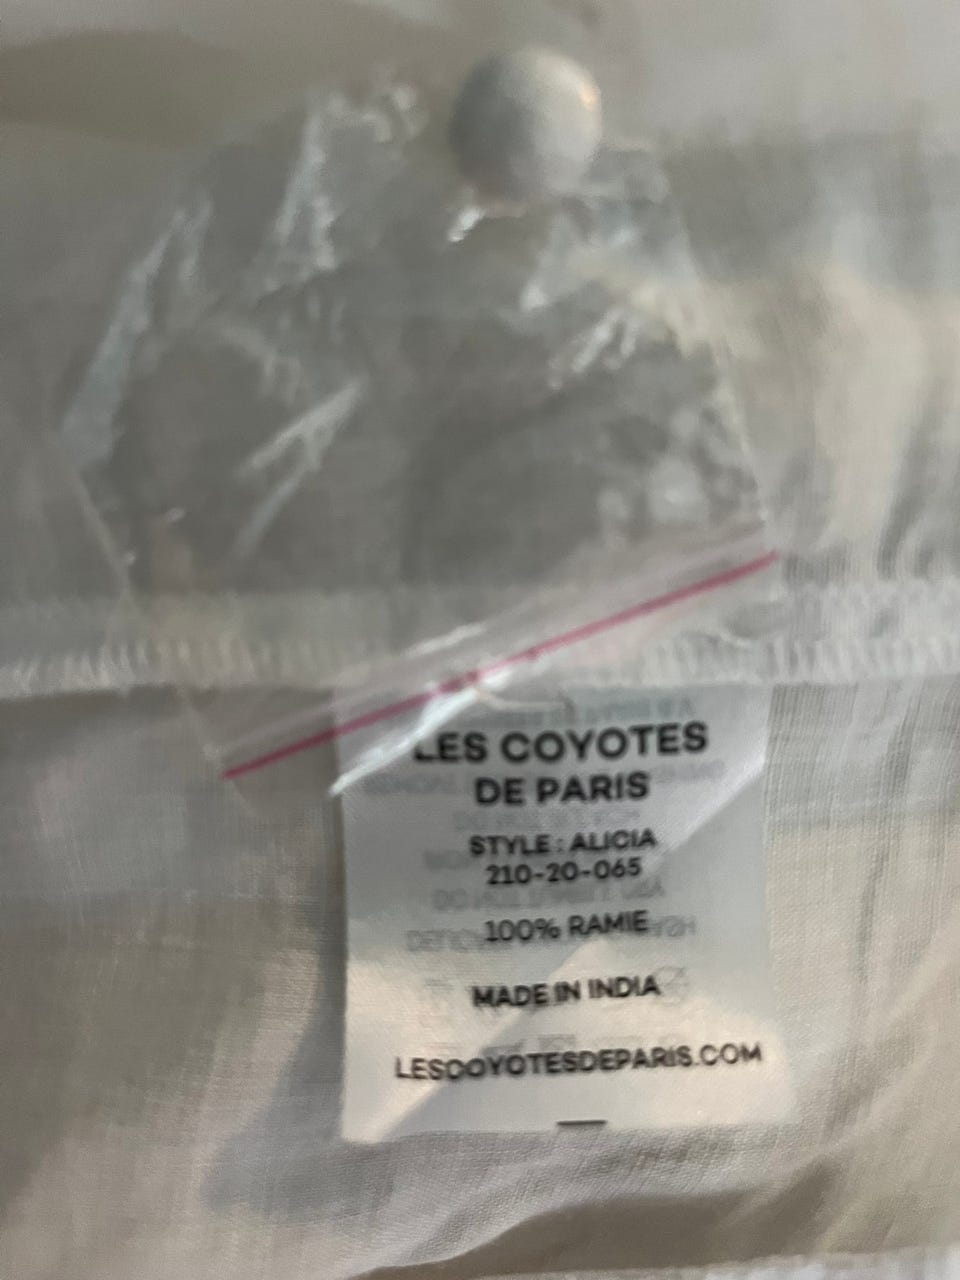 LES COYOTES
DE PARIS
STYLE : ALICIA
210-20-065
100% RAMIE
MADE IN INDIA
LESCOYOTESDEPARIS.COM